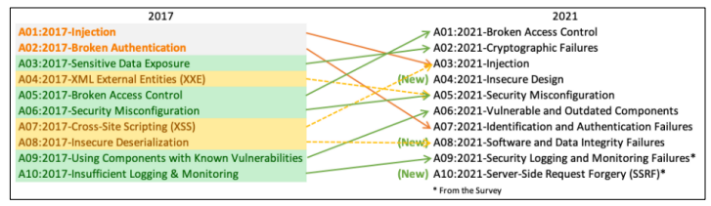 2017
2021
A01:2017-Injection
A02:2017-Broken Authentication
A03:2017-Sensitive Data Exposure
A04:2017-XML External Entities (XXE)
A05:2017-Broken Access Control
A06:2017-Security Misconfiguration
A07:2017-Cross-Site Scripting (XSS)
A08:2017-Insecure Deserialization
A09:2017-Using Components with Known Vulnerabilities
A10:2017-Insufficient Logging & Monitoring
A01:2021-Broken Access Control
A02:2021-Cryptographic Failures
A03:2021-Injection
(New) A04:2021-Insecure Design
A05:2021-Security Misconfiguration
A06:2021-Vulnerable and Outdated Components
A07:2021-Identification and Authentication Failures
(New) A08:2021-Software and Data Integrity Failures
A09:2021-Security Logging and Monitoring Failures*
(New) A10:2021-Server-Side Request Forgery (SSRF)*
* From the Survey